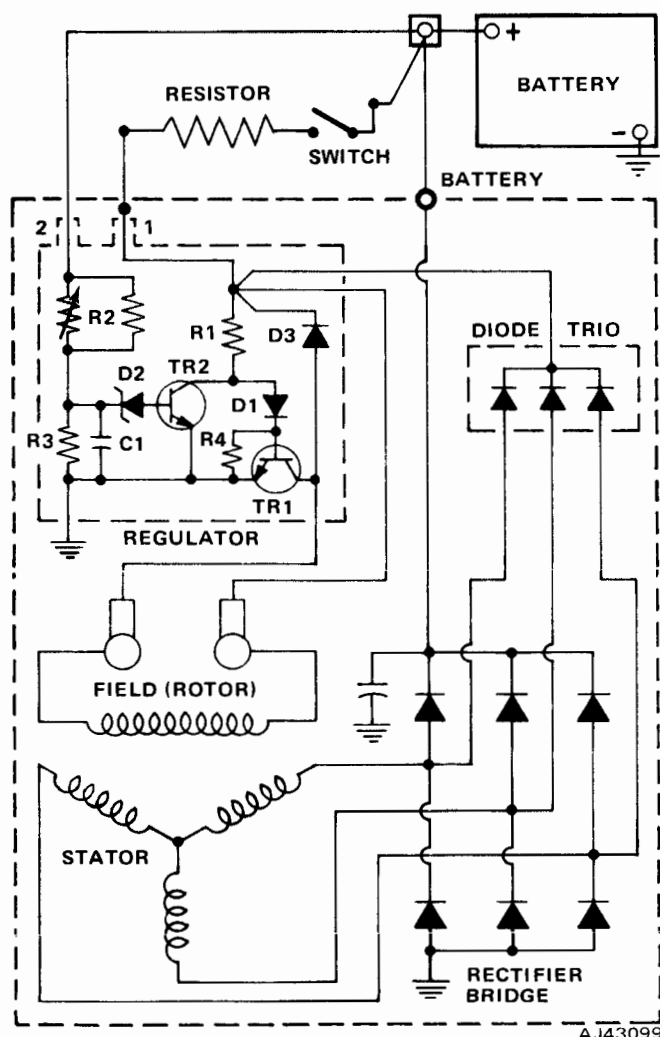 +
BATTERY
-
RESISTOR
SWITCH
BATTERY
2
1
R2
R1
D3
DIODE TRIO
D2
TR2
D1
R3
C1
R4
TR1
REGULATOR
FIELD (ROTOR)
STATOR
RECTIFIER
BRIDGE
AJ43099